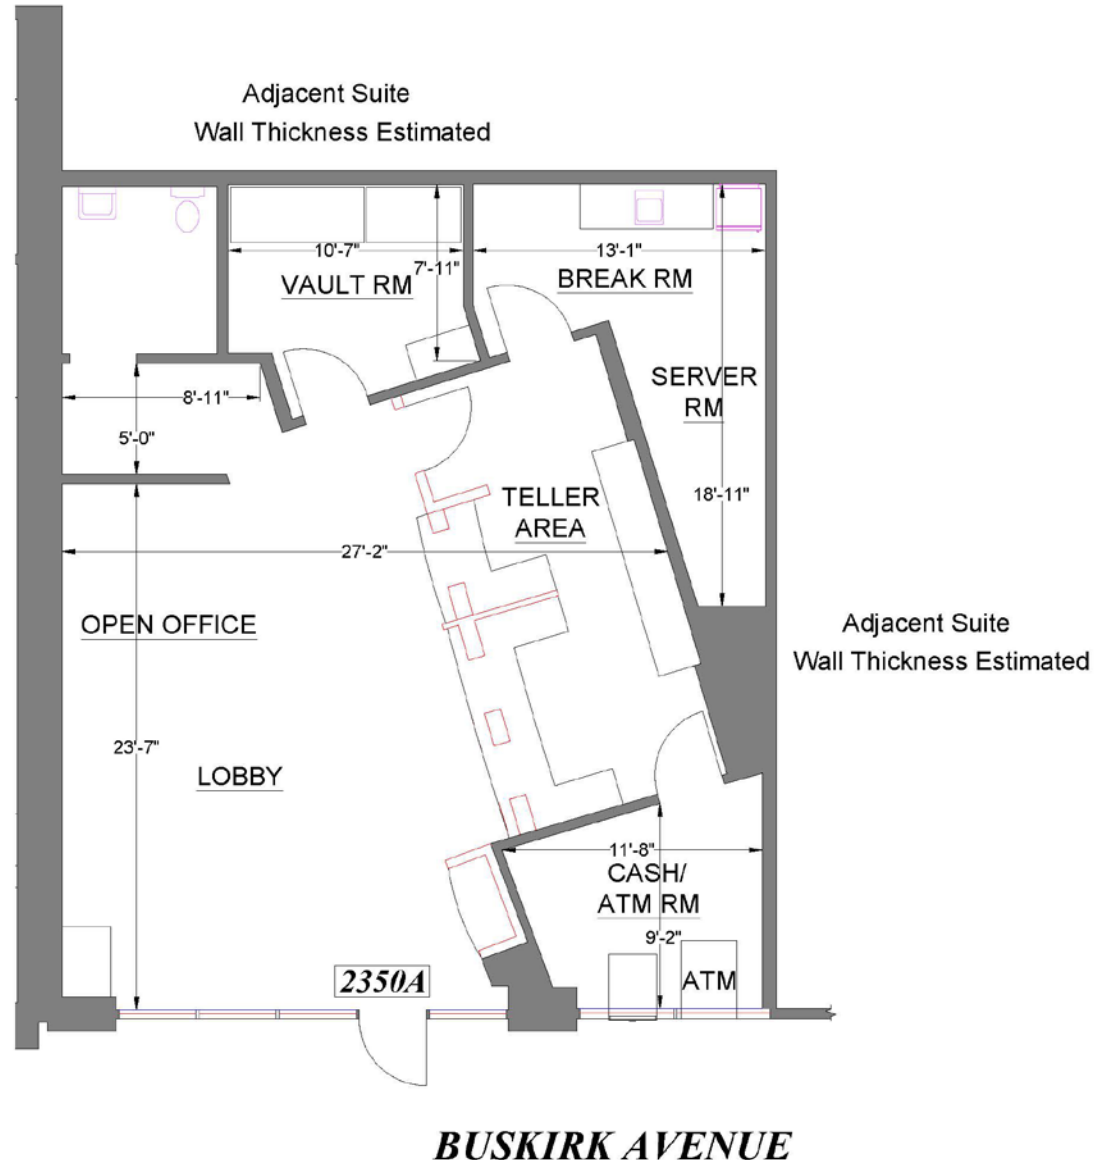 Adjacent Suite
Wall Thickness Estimated
10'-7"
7'-11"
VAULT RM
13'-1"
BREAK RM
SERVER
RM
8'-11"
5'-0"
18'-11"
TELLER
AREA
27'-2"
OPEN OFFICE
Adjacent Suite
Wall Thickness Estimated
23'-7"
LOBBY
11'-8"
CASH/
ATM RM
9'-2"
ATM
2350A
BUSKIRK AVENUE